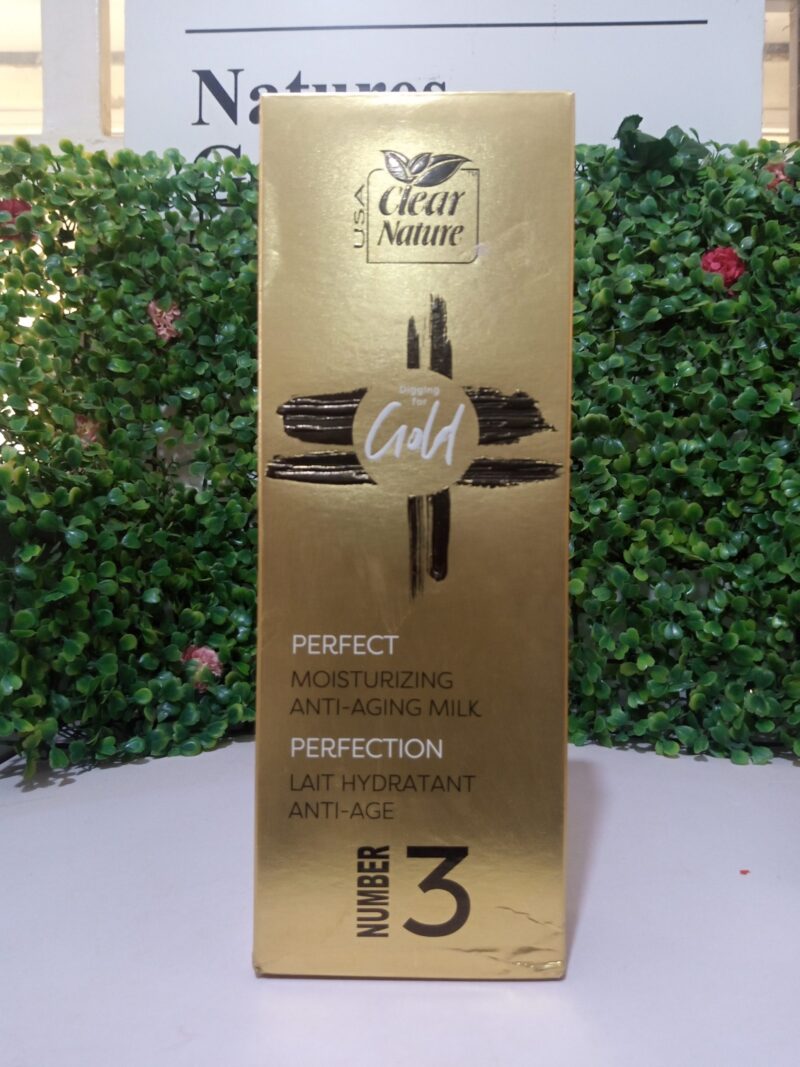 Natures
USA
Clear
Nature
Digging
for
Gold
PERFECT
MOISTURIZING
ANTI-AGING MILK
PERFECTION
LAIT HYDRATANT
ANTI-AGE
NUMBER
3